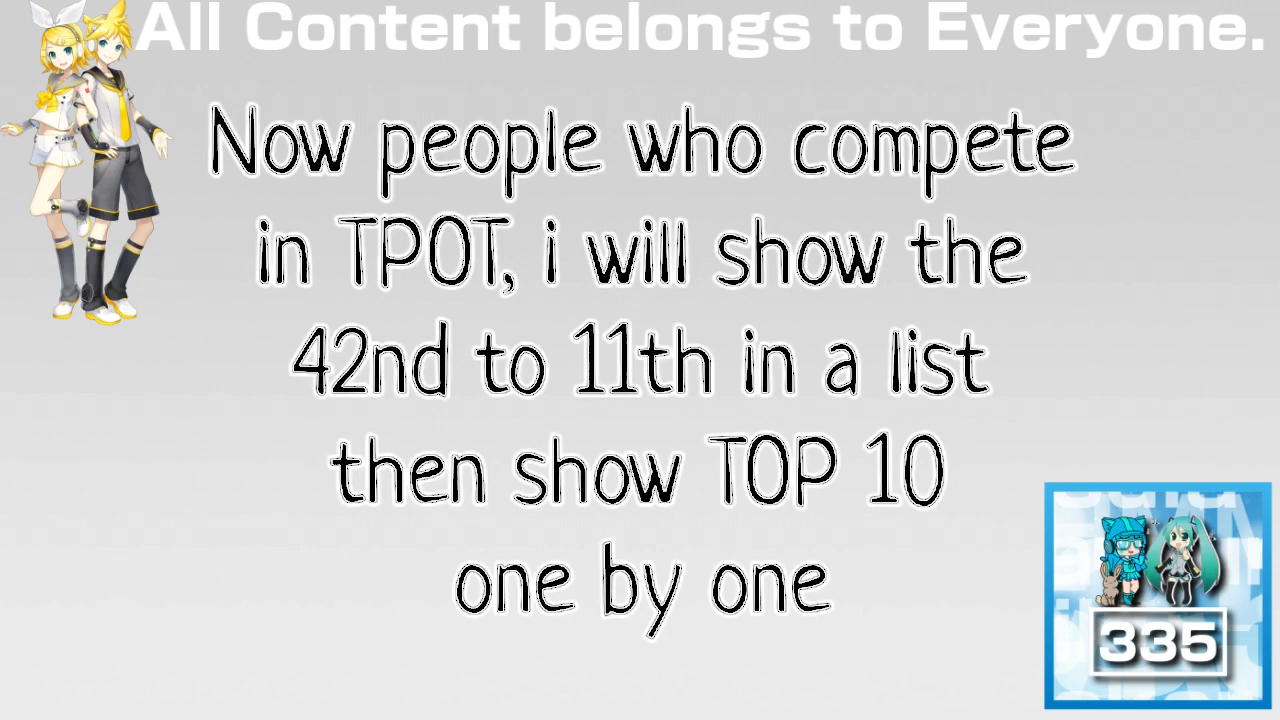 All Content belongs to Everyone.
Now people who compete
in TPOT, i will show the
42nd to 11th in a list
then show TOP 10
one by one
335